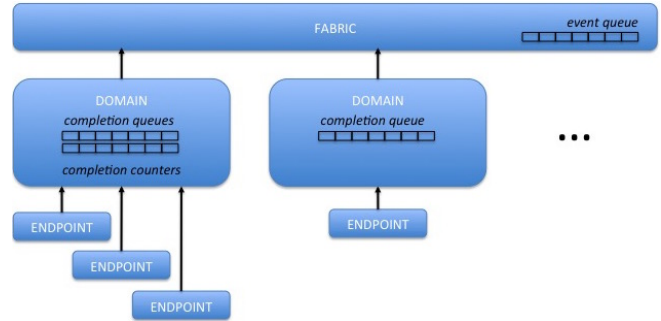 event queue
FABRIC
DOMAIN
completion queues
completion counters
DOMAIN
completion queue
...
ENDPOINT
ENDPOINT
ENDPOINT
ENDPOINT